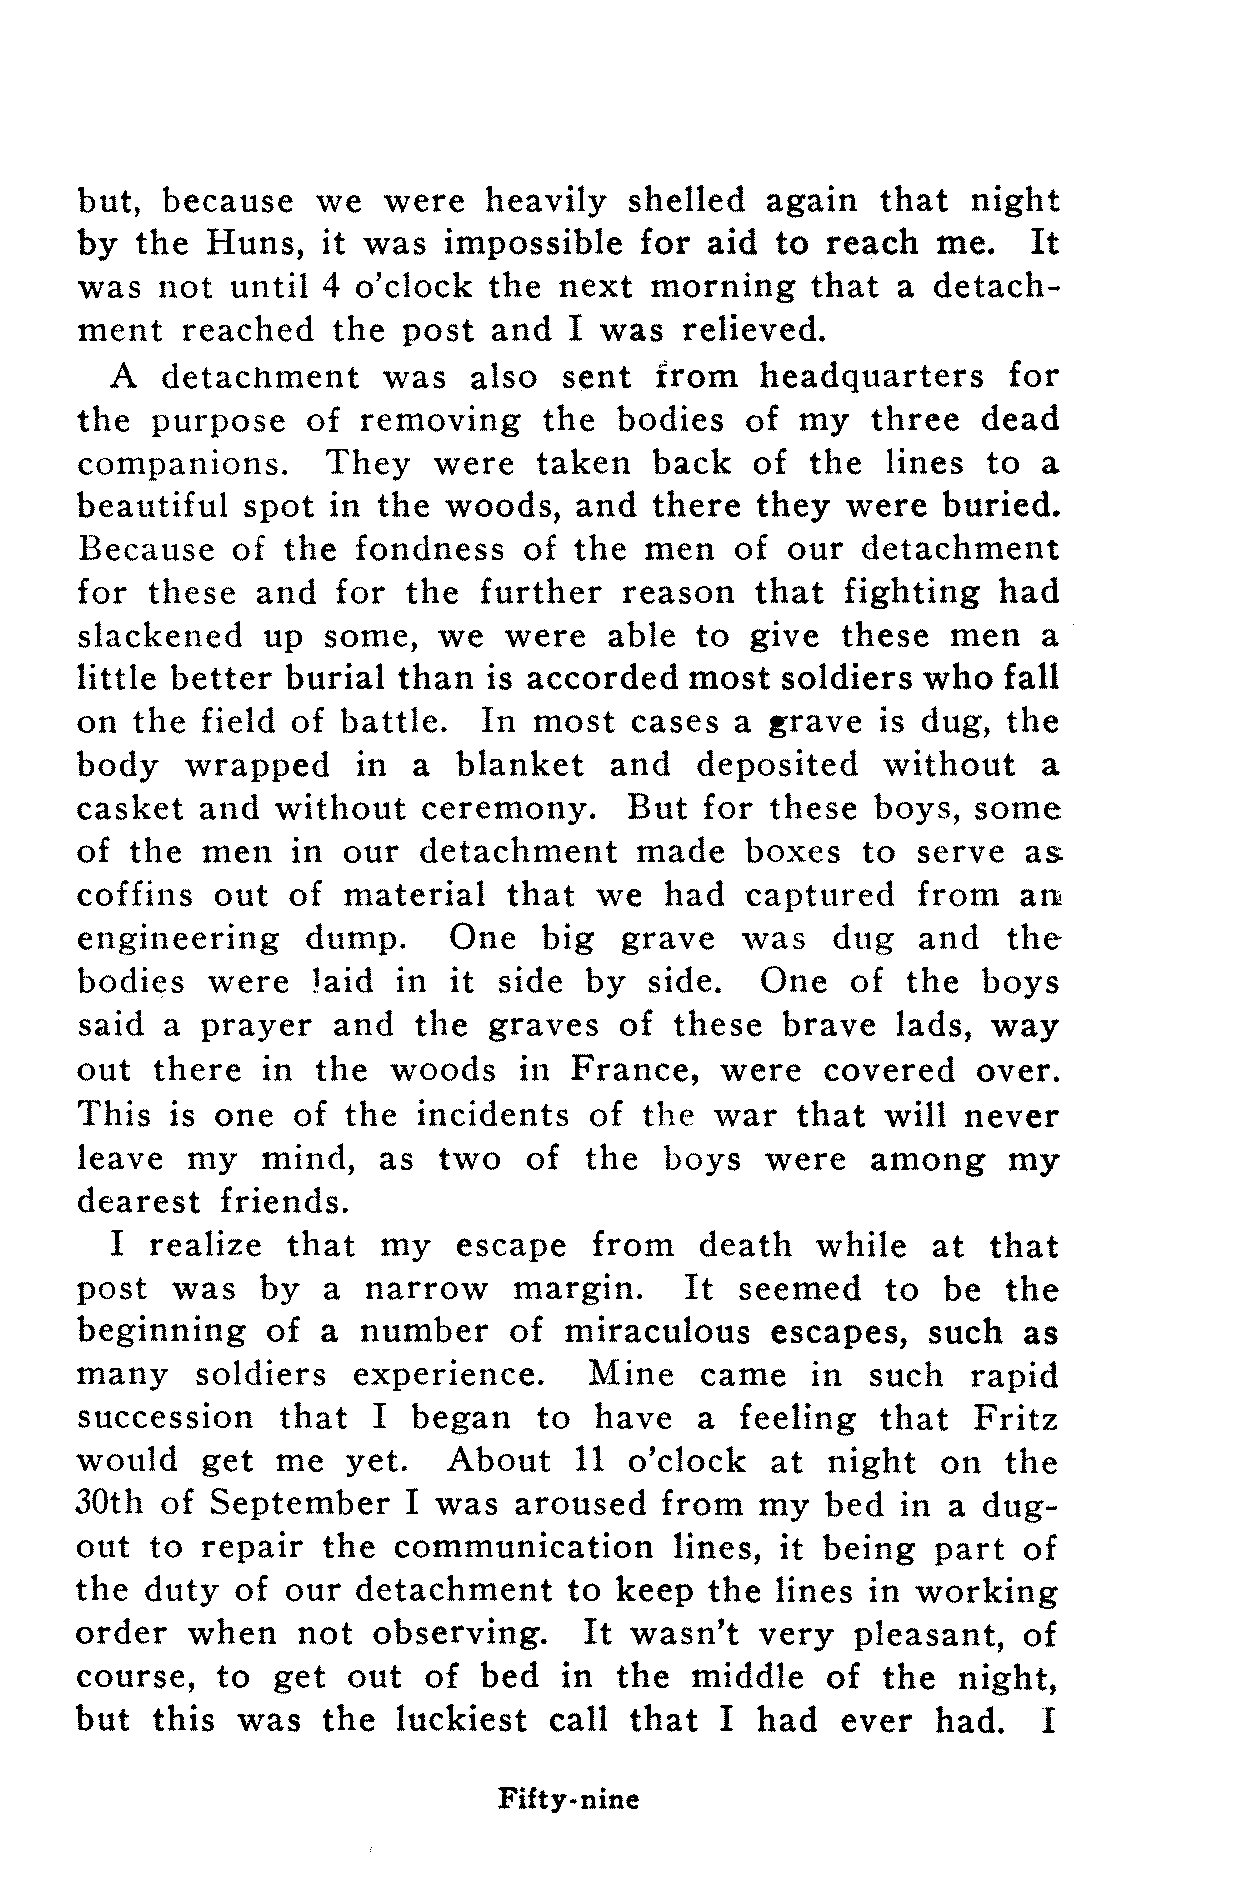 but, because we were heavily shelled again that night
by the Huns, it was impossible for aid to reach me. It
was not until 4 o'clock the next morning that a detach-
ment reached the post and I was relieved.
A detachment was also sent from headquarters for
the purpose of removing the bodies of my three dead
companions. They were taken back of the lines to a
beautiful spot in the woods, and there they were buried.
Because of the fondness of the men of our detachment
for these and for the further reason that fighting had
slackened up some, we were able to give these men a
little better burial than is accorded most soldiers who fall
on the field of battle. In most cases a grave is dug, the
body wrapped in a blanket and deposited without a
casket and without ceremony. But for these boys, some
of the men in our detachment made boxes to serve as
coffins out of material that we had captured from an
engineering dump. One big grave was dug and the
bodies were laid in it side by side. One of the boys
said a prayer and the graves of these brave lads, way
out there in the woods in France, were covered over.
This is one of the incidents of the war that will never
leave my mind, as two of the boys were among my
dearest friends.
I realize that my escape from death while at that
post was by a narrow margin. It seemed to be the
beginning of a number of miraculous escapes, such as
many soldiers experience. Mine came in such rapid
succession that I began to have a feeling that Fritz
would get me yet. About 11 o'clock at night on the
30th of September I was aroused from my bed in a dug-
out to repair the communication lines, it being part of
the duty of our detachment to keep the lines in working
order when not observing. It wasn't very pleasant, of
course, to get out of bed in the middle of the night,
but this was the luckiest call that I had ever had. I
Fifty-nine